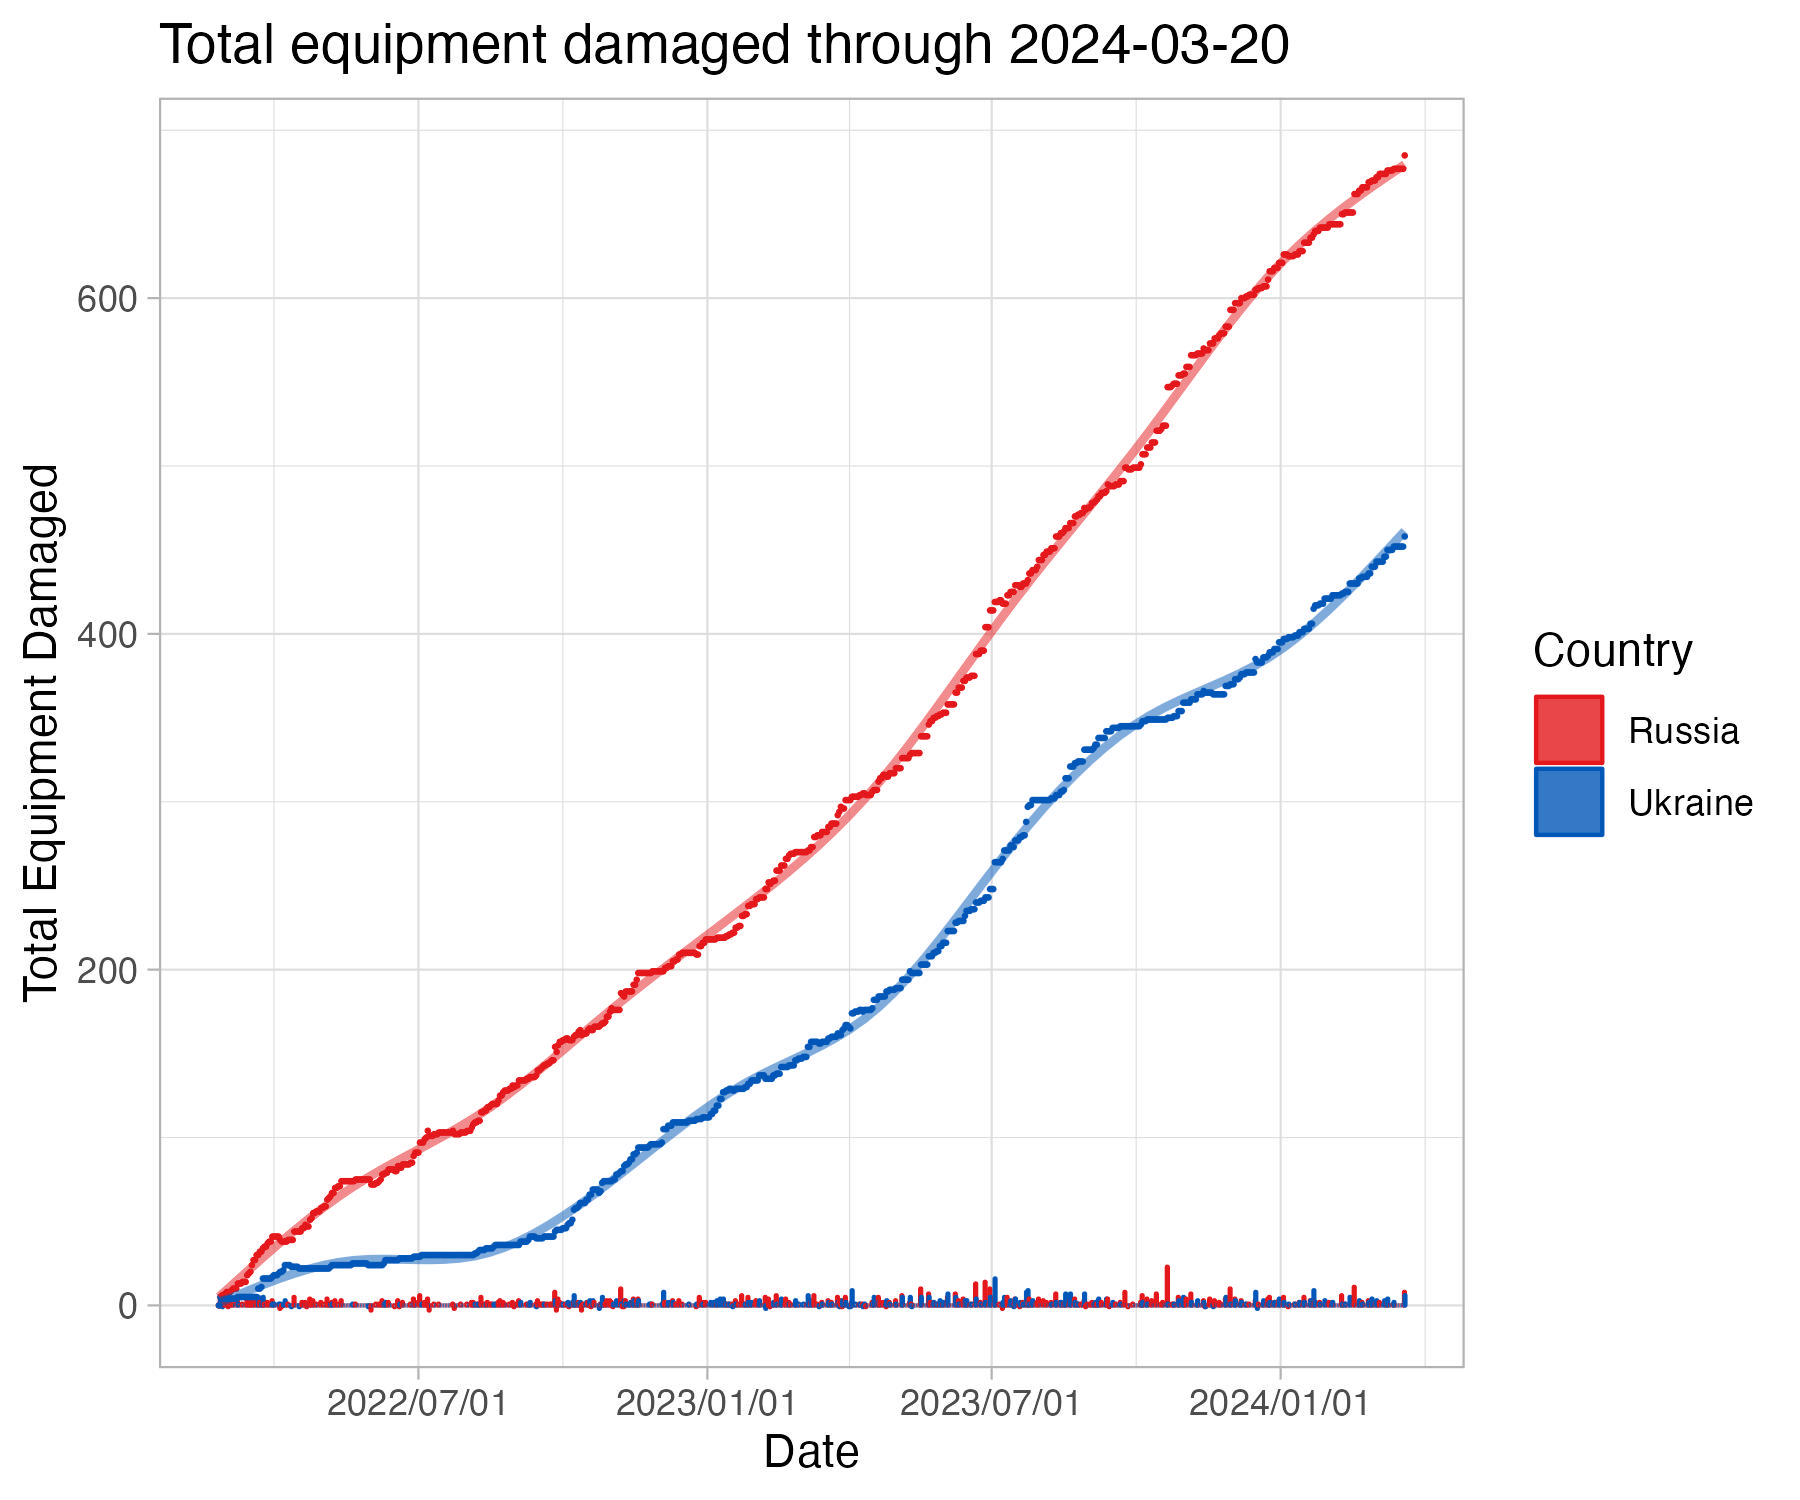 Total equipment damaged through 2024-03-20
Total Equipment Damaged
600
400
200
0
2022/07/01
2023/01/01
2023/07/01
2024/01/01
Date
Country
Russia
Ukraine